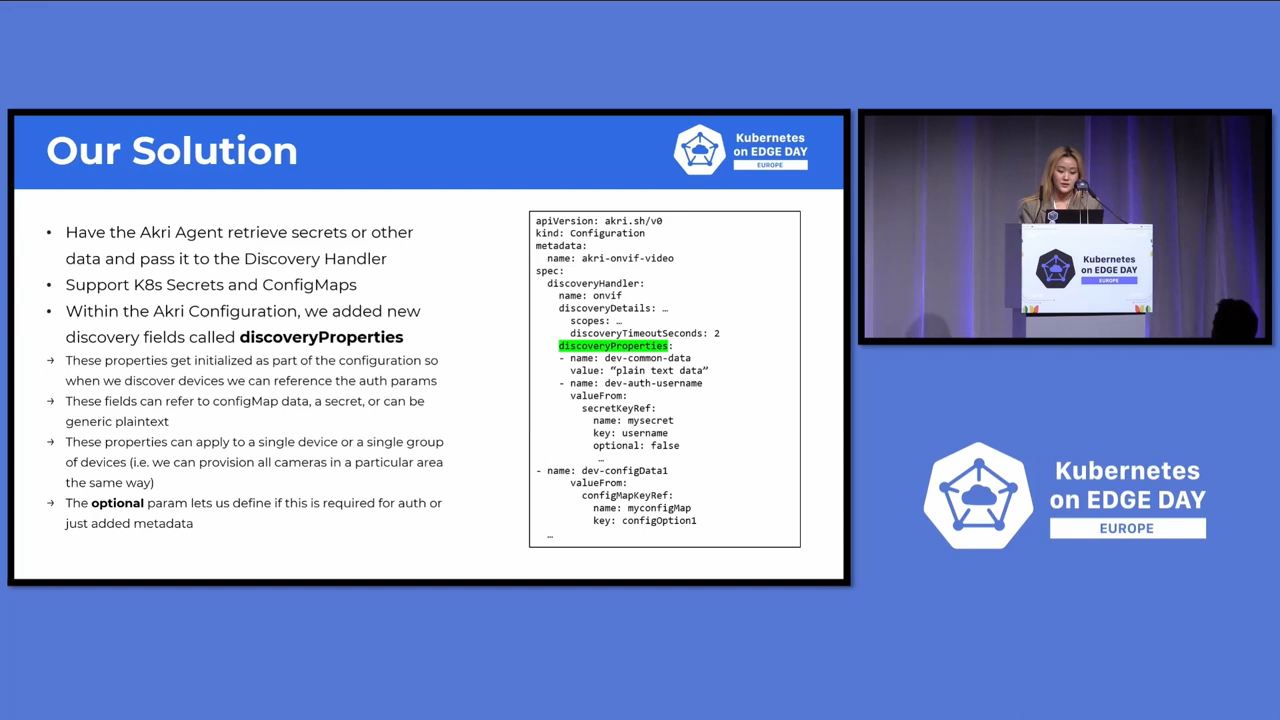 Our Solution
Kubernetes
on EDGE DAY
EUROPE
• Have the Akri Agent retrieve secrets or other
data and pass it to the Discovery Handler
• Support K8s Secrets and ConfigMaps
• Within the Akri Configuration, we added new
discovery fields called discoveryProperties
→ These properties get initialized as part of the configuration so
when we discover devices we can reference the auth params
→ These fields can refer to configMap data, a secret, or can be
generic plaintext
→ These properties can apply to a single device or a single group
of devices (i.e. we can provision all cameras in a particular area
the same way)
→ The optional param lets us define if this is required for auth or
just added metadata
apiVersion: akri.sh/v0
kind: Configuration
metadata:
  name: akri-onvif-video
spec:
  discoveryHandler:
    name: onvif
    discoveryDetails: …
      scopes: …
      discoveryTimeoutSeconds: 2
    discoveryProperties:
    - name: dev-common-data
      value: “plain text data”
    - name: dev-auth-username
      valueFrom:
        secretKeyRef:
          name: mysecret
          key: username
          optional: false
           …
- name: dev-configData1
      valueFrom:
        configMapKeyRef:
          name: myconfigMap
          key: configOption1
  …
Kubernetes
on EDGE DAY
EUROPE
Kubernetes
on EDGE DAY
EUROPE